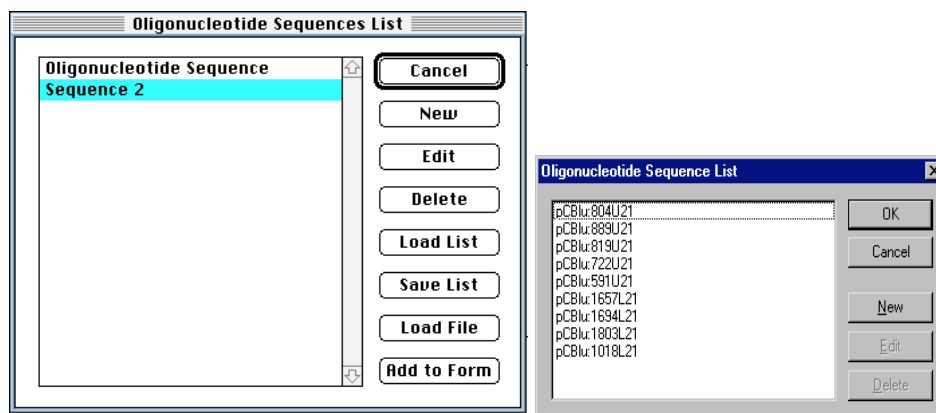 Oligonucleotide Sequences List
Oligonucleotide Sequence
Sequence 2
Cancel
New
Edit
Delete
Load List
Save List
Load File
Add to Form
Oligonucleotide Sequence List
pCBlu:804U21
pCBlu:889U21
pCBlu:819U21
pCBlu:722U21
pCBlu:591U21
pCBlu:1657L21
pCBlu:1694L21
pCBlu:1803L21
pCBlu:1018L21
OK
Cancel
New
Edit
Delete